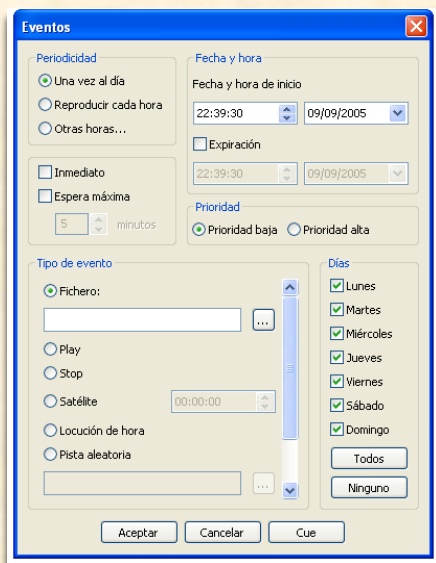 Eventos
Periodicidad
Una vez al día
Reproducir cada hora
Otras horas...
Fecha y hora
Fecha y hora de inicio
22:39:30 09/09/2005
Expiración
22:39:30 09/09/2005
Inmediato
Espera máxima
5 minutos
Prioridad
Prioridad baja Prioridad alta
Tipo de evento
Fichero:
...
Play
Stop
Satélite 00:00:00
Locución de hora
Pista aleatoria
...
Días
Lunes
Martes
Miércoles
Jueves
Viernes
Sábado
Domingo
Todos
Ninguno
Aceptar Cancelar Cue